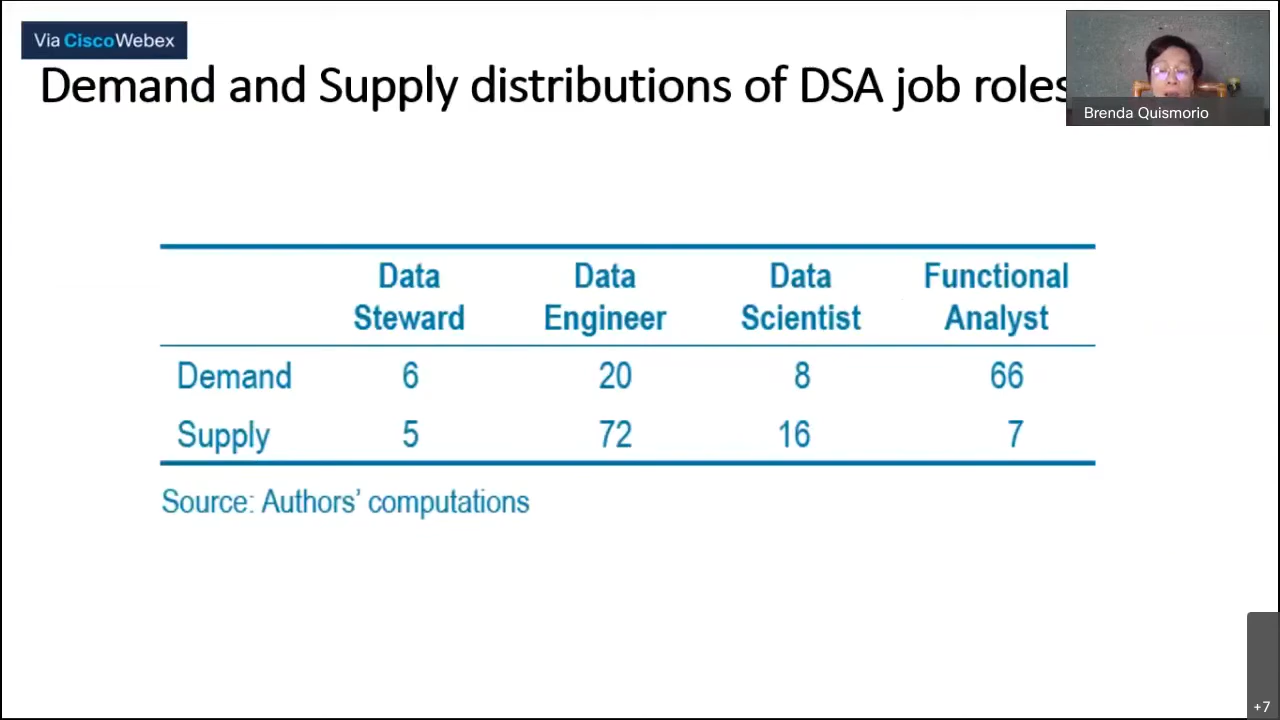 Via CiscoWebex
Demand and Supply distributions of DSA job roles
Brenda Quismorio
Data Steward Data Engineer Data Scientist Functional Analyst
Demand 6 20 8 66
Supply 5 72 16 7
Source: Authors’ computations
+7